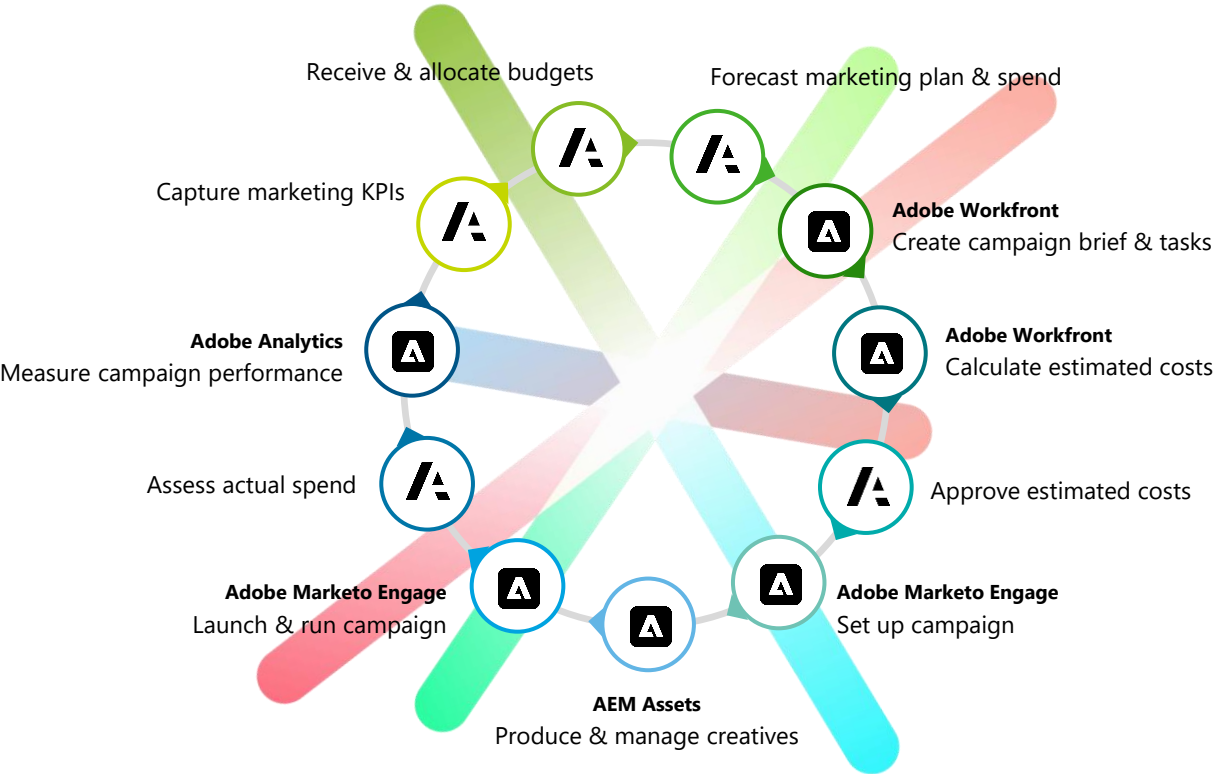 Receive & allocate budgets
Forecast marketing plan & spend
Capture marketing KPIs
Adobe Workfront
Create campaign brief & tasks
Adobe Analytics
Measure campaign performance
Adobe Workfront
Calculate estimated costs
Assess actual spend
Approve estimated costs
Adobe Marketo Engage
Launch & run campaign
Adobe Marketo Engage
Set up campaign
AEM Assets
Produce & manage creatives